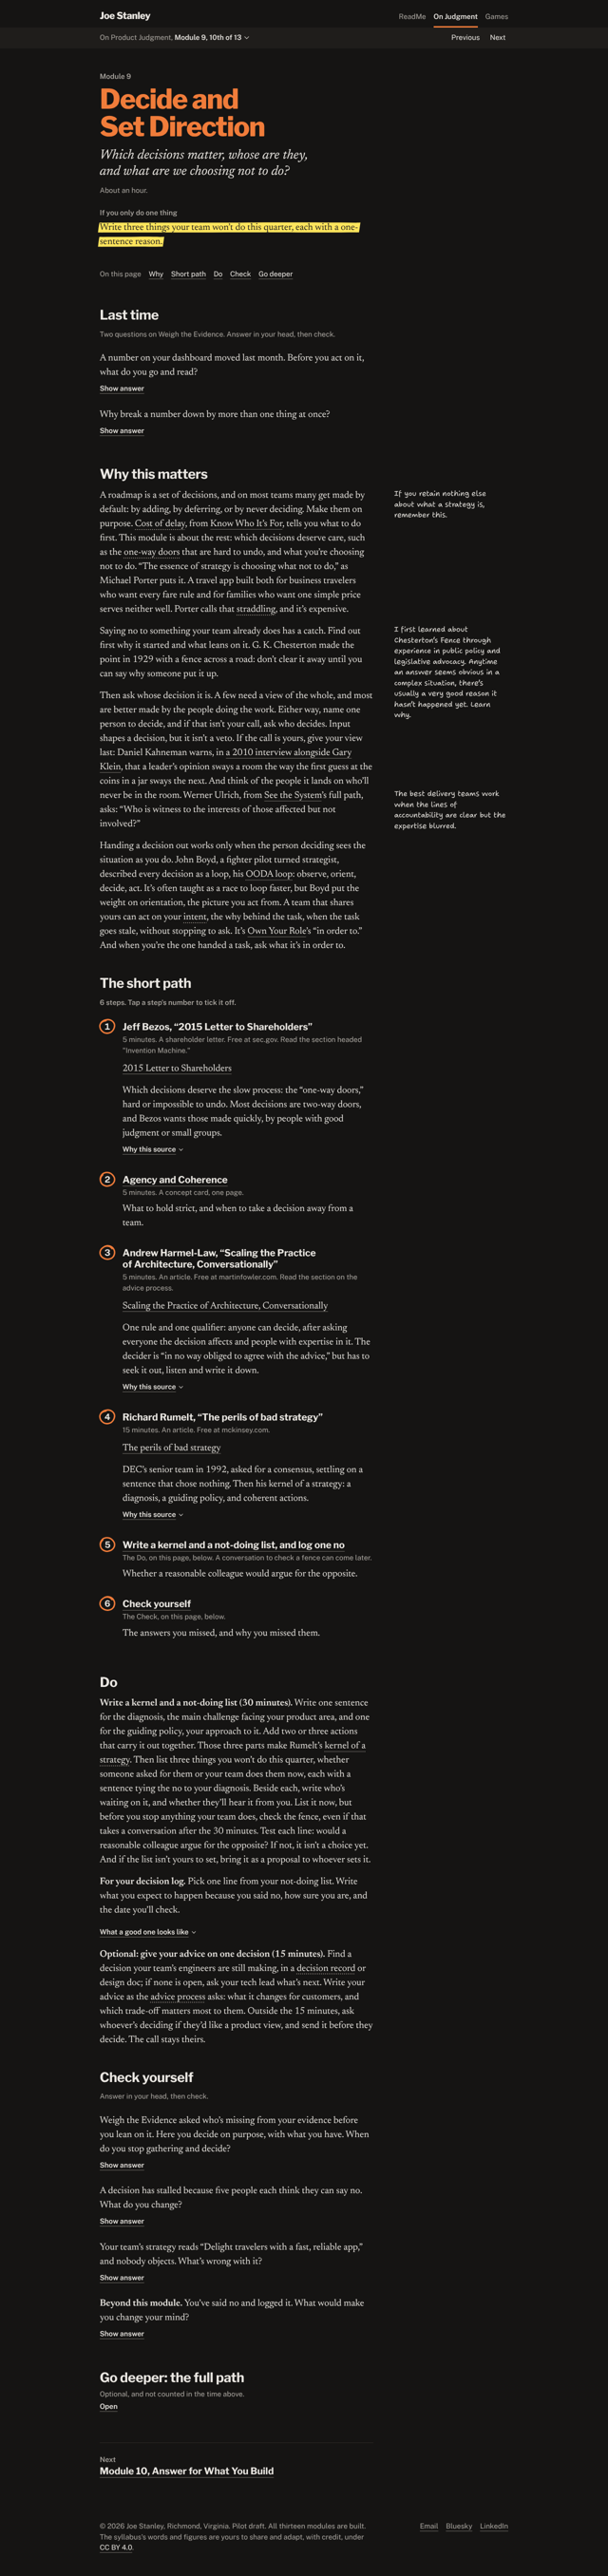 Joe Stanley
ReadMe On Judgment Games
On Product Judgment, Module 9, 10th of 13
Previous Next
Module 9
Decide and
Set Direction
Which decisions matter, whose are they,
and what are we choosing not to do?
About an hour.
If you only do one thing
Write three things your team won't do this quarter, each with a one-
sentence reason.
On this page Why Short path Do Check Go deeper
Last time
Two questions on Weigh the Evidence. Answer in your head, then check.
A number on your dashboard moved last month. Before you act on it,
what do you go and read?
Show answer
Why break a number down by more than one thing at once?
Show answer
Why this matters
A roadmap is a set of decisions, and on most teams many get made by
default: by adding, by deferring, or by never deciding. Make them on
purpose. Cost of delay, from Know Who It's For, tells you what to do
first. This module is about the rest: which decisions deserve care, such
as the one-way doors that are hard to undo, and what you're choosing
not to do. “The essence of strategy is choosing what not to do,” as
Michael Porter puts it. A travel app built both for business travelers
who want every fare rule and for families who want one simple price
serves neither well. Porter calls that straddling, and it's expensive.
If you retain nothing else
about what a strategy is,
remember this.
Saying no to something your team already does has a catch. Find out
first why it started and what leans on it. G. K. Chesterton made the
point in 1929 with a fence across a road: don't clear it away until you
can say why someone put it up.
I first learned about
Chesterton's Fence through
experience in public policy and
legislative advocacy. Anytime
an answer seems obvious in a
complex situation, there's
usually a very good reason it
hasn't happened yet. Learn
why.
Then ask whose decision it is. A few need a view of the whole, and most
are better made by the people doing the work. Either way, name one
person to decide, and if that isn't your call, ask who decides. Input
shapes a decision, but it isn't a veto. If the call is yours, give your view
last: Daniel Kahneman warns, in a 2010 interview alongside Gary
Klein, that a leader's opinion sways a room the way the first guess at the
coins in a jar sways the next. And think of the people it lands on who'll
never be in the room. Werner Ulrich, from See the System's full path,
asks: “Who is witness to the interests of those affected but not
involved?”
The best delivery teams work
when the lines of
accountability are clear but the
expertise blurred.
Handing a decision out works only when the person deciding sees the
situation as you do. John Boyd, a fighter pilot turned strategist,
described every decision as a loop, his OODA loop: observe, orient,
decide, act. It's often taught as a race to loop faster, but Boyd put the
weight on orientation, the picture you act from. A team that shares
yours can act on your intent, the why behind the task, when the task
goes stale, without stopping to ask. It's Own Your Role's “in order to.”
And when you're the one handed a task, ask what it's in order to.
The short path
6 steps. Tap a step's number to tick it off.
1 Jeff Bezos, “2015 Letter to Shareholders”
5 minutes. A shareholder letter. Free at sec.gov. Read the section headed
"Invention Machine."
2015 Letter to Shareholders
Which decisions deserve the slow process: the “one-way doors,”
hard or impossible to undo. Most decisions are two-way doors,
and Bezos wants those made quickly, by people with good
judgment or small groups.
Why this source
2 Agency and Coherence
5 minutes. A concept card, one page.
What to hold strict, and when to take a decision away from a
team.
3 Andrew Harmel-Law, “Scaling the Practice
of Architecture, Conversationally”
5 minutes. An article. Free at martinfowler.com. Read the section on the
advice process.
Scaling the Practice of Architecture, Conversationally
One rule and one qualifier: anyone can decide, after asking
everyone the decision affects and people with expertise in it. The
decider is “in no way obliged to agree with the advice,” but has to
seek it out, listen and write it down.
Why this source
4 Richard Rumelt, “The perils of bad strategy”
15 minutes. An article. Free at mckinsey.com.
The perils of bad strategy
DEC's senior team in 1992, asked for a consensus, settling on a
sentence that chose nothing. Then his kernel of a strategy: a
diagnosis, a guiding policy, and coherent actions.
Why this source
5 Write a kernel and a not-doing list, and log one no
The Do, on this page, below. A conversation to check a fence can come later.
Whether a reasonable colleague would argue for the opposite.
6 Check yourself
The Check, on this page, below.
The answers you missed, and why you missed them.
Do
Write a kernel and a not-doing list (30 minutes). Write one sentence
for the diagnosis, the main challenge facing your product area, and one
for the guiding policy, your approach to it. Add two or three actions
that carry it out together. Those three parts make Rumelt's kernel of a
strategy. Then list three things you won't do this quarter, whether
someone asked for them or your team does them now, each with a
sentence tying the no to your diagnosis. Beside each, write who's
waiting on it, and whether they'll hear it from you. List it now, but
before you stop anything your team does, check the fence, even if that
takes a conversation after the 30 minutes. Test each line: would a
reasonable colleague argue for the opposite? If not, it isn't a choice yet.
And if the list isn't yours to set, bring it as a proposal to whoever sets it.
For your decision log. Pick one line from your not-doing list. Write
what you expect to happen because you said no, how sure you are, and
the date you'll check.
What a good one looks like
Optional: give your advice on one decision (15 minutes). Find a
decision your team's engineers are still making, in a decision record or
design doc; if none is open, ask your tech lead what's next. Write your
advice as the advice process asks: what it changes for customers, and
which trade-off matters most to them. Outside the 15 minutes, ask
whoever's deciding if they'd like a product view, and send it before they
decide. The call stays theirs.
Check yourself
Answer in your head, then check.
Weigh the Evidence asked who's missing from your evidence before
you lean on it. Here you decide on purpose, with what you have. When
do you stop gathering and decide?
Show answer
A decision has stalled because five people each think they can say no.
What do you change?
Show answer
Your team's strategy reads “Delight travelers with a fast, reliable app,”
and nobody objects. What's wrong with it?
Show answer
Beyond this module. You've said no and logged it. What would make
you change your mind?
Show answer
Go deeper: the full path
Optional, and not counted in the time above.
Open
Next
Module 10, Answer for What You Build
© 2026 Joe Stanley, Richmond, Virginia. Pilot draft. All thirteen modules are built.
The syllabus's words and figures are yours to share and adapt, with credit, under
CC BY 4.0.
Email Bluesky LinkedIn